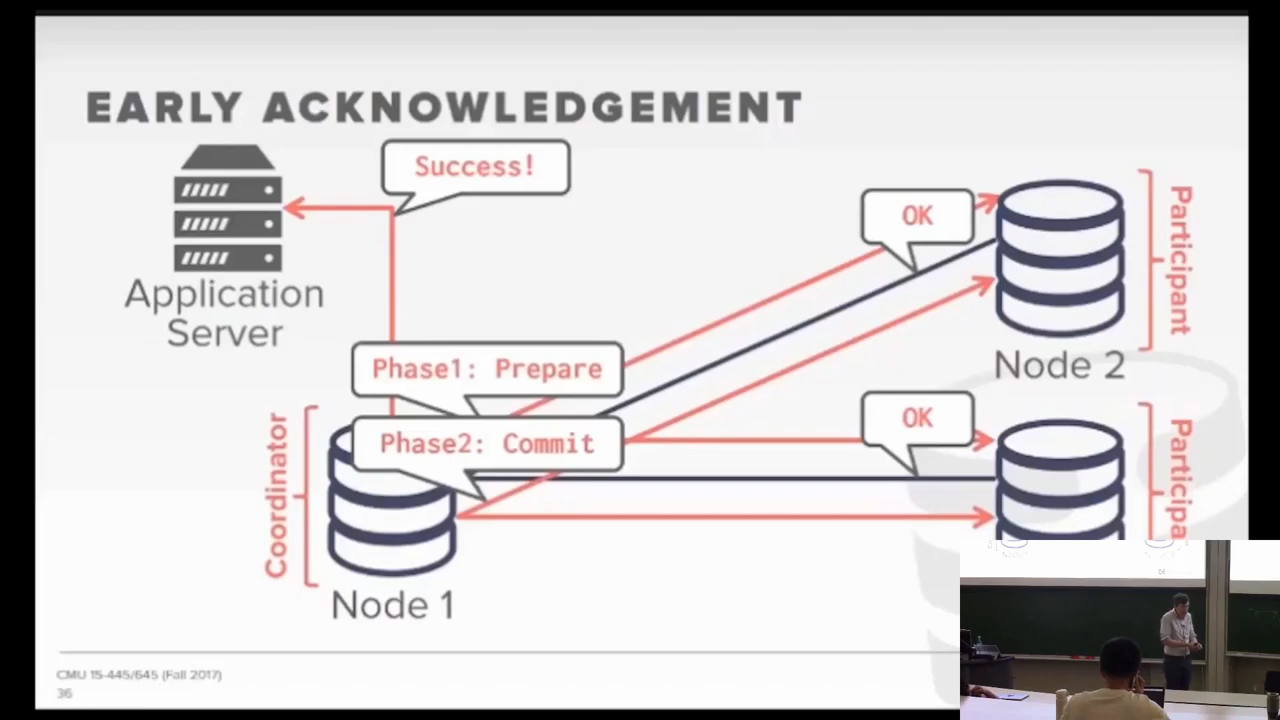 EARLY ACKNOWLEDGEMENT
Success!
OK
Participant
Application
Server
Phase1: Prepare
Node 2
OK
Phase2: Commit
Coordinator
Participa
Node 1
CMU 15-445/645 (Fall 2017)
36